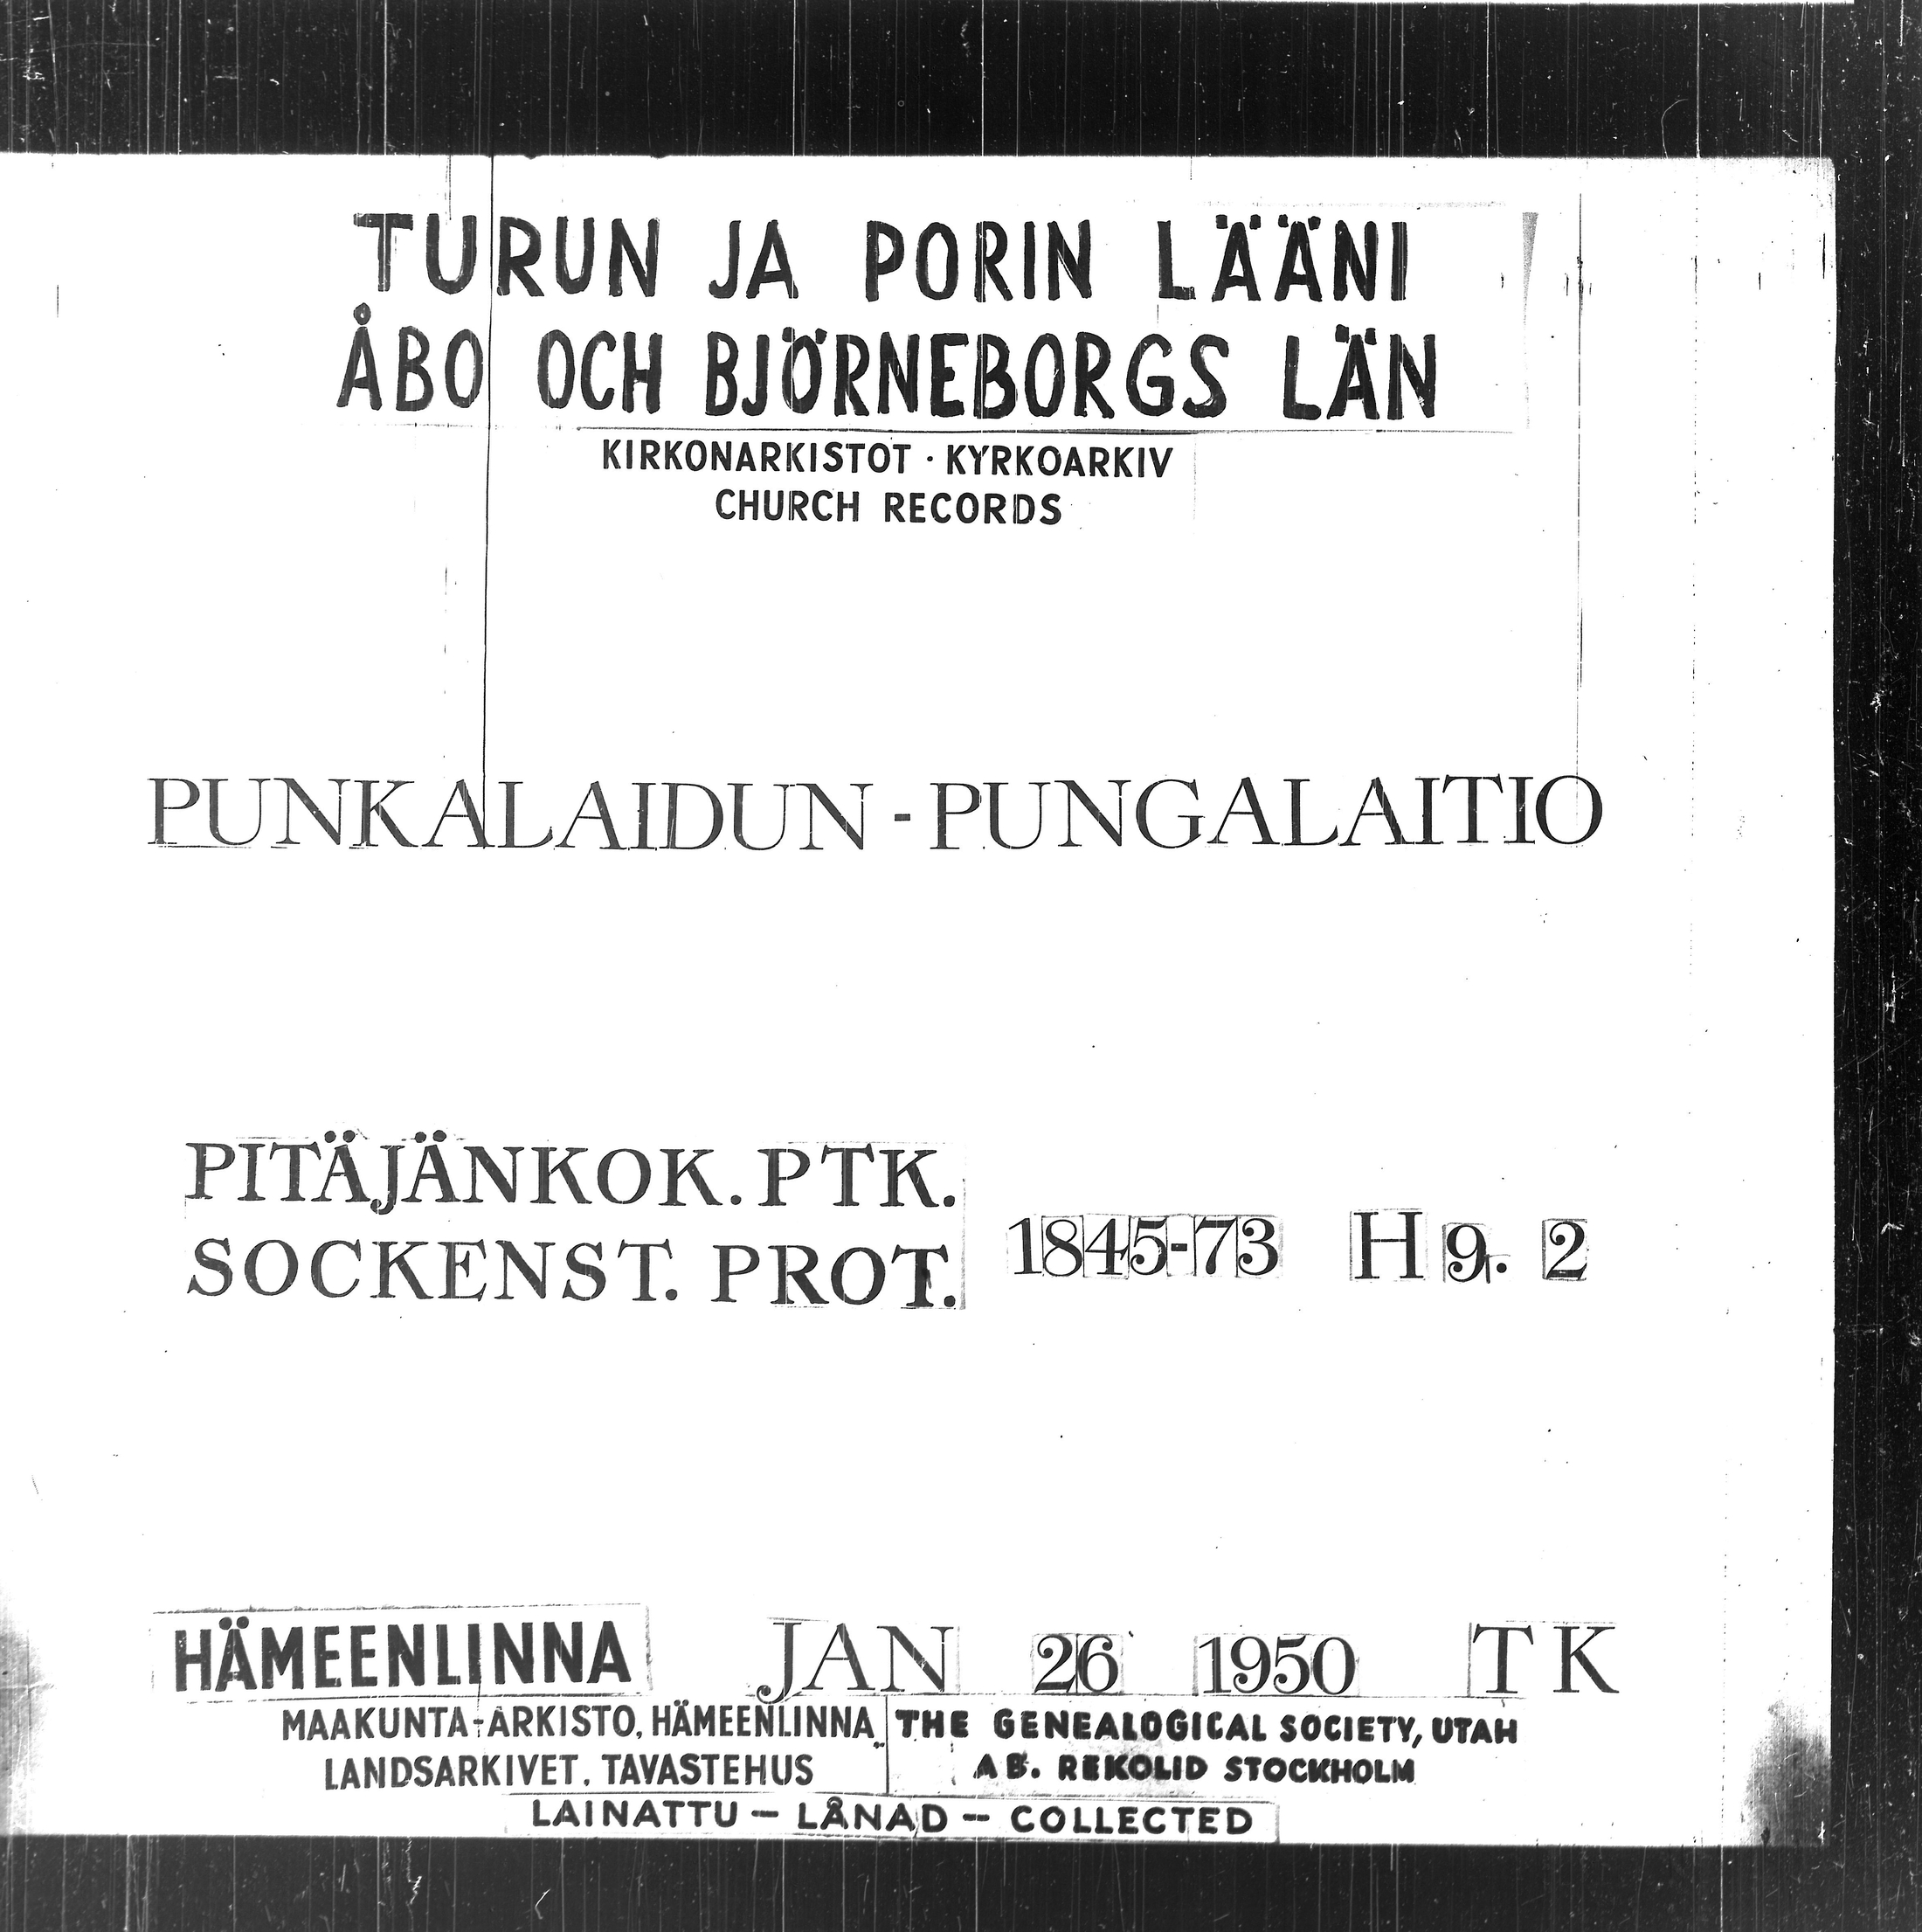 TURUN JA PORIN LÄÄNI
ÅBO OCH BJÖRNEBORGS LÄN
KIRKONARKISTOT · KYRKOARKIV
CHURCH RECORDS
PUNKALAIDUN - PUNGALAITIO
PITÄJÄNKOK. PTK.
SOCKENST. PROT.
1845-73 H 9. 2
HÄMEENLINNA JAN 26 1950 TK
MAAKUNTA-ARKISTO, HÄMEENLINNA
LANDSARKIVET. TAVASTEHUS
THE GENEALOGICAL SOCIETY, UTAH
AB. REKOLID STOCKHOLM
LAINATTU — LÅNAD — COLLECTED